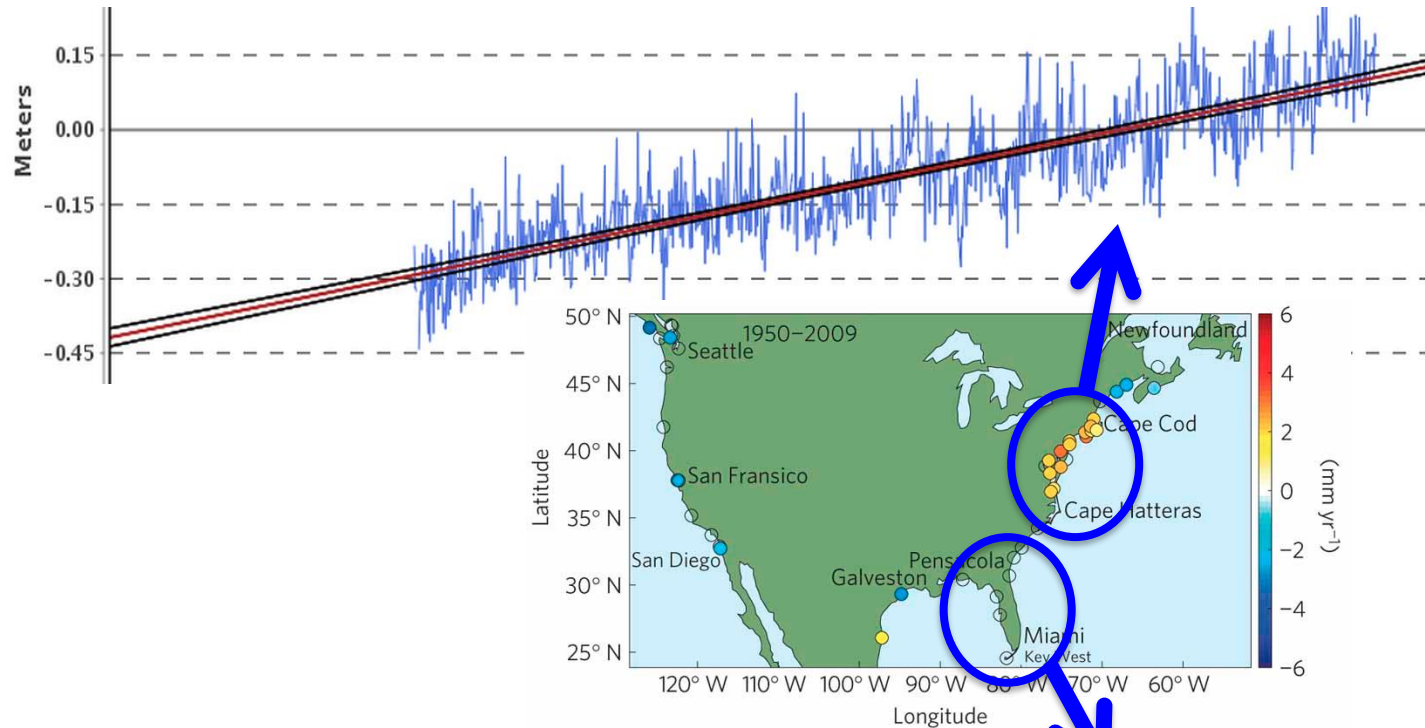 Meters
0.15
0.00
-0.15
-0.30
-0.45
1950–2009
50° N
45° N
40° N
35° N
30° N
25° N
Latitude
Seattle
San Fransico
San Diego
Galveston
Pensacola
Miami
Key West
Cape Hatteras
Cape Cod
Newfoundland
120° W 110° W 100° W 90° W 80° W 70° W 60° W
Longitude
6
4
2
0
−2
−4
−6
(mm yr⁻¹)